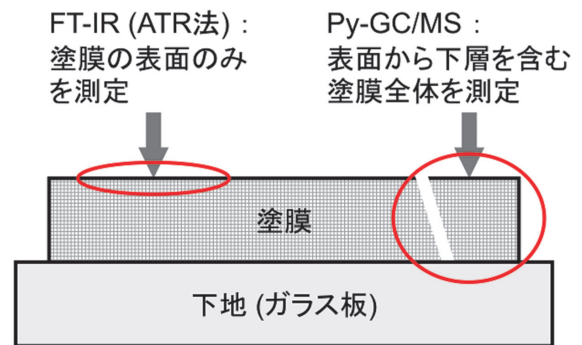 FT-IR (ATR法)：
塗膜の表面のみ
を測定
Py-GC/MS：
表面から下層を含む
塗膜全体を測定
塗膜
下地 (ガラス板)